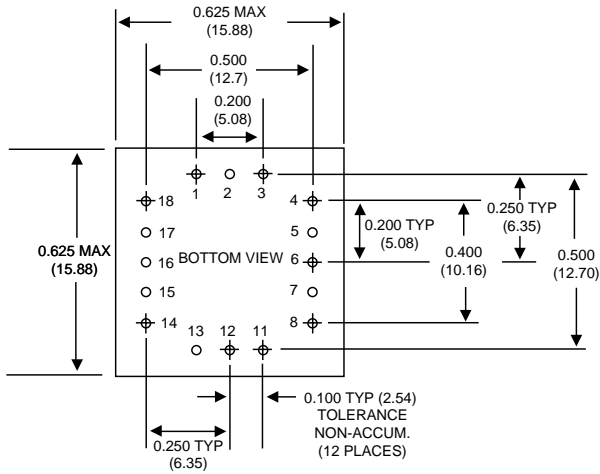 0.625 MAX
(15.88)
0.500
(12.7)
0.200
(5.08)
1 2 3
18 4
17 5
16 BOTTOM VIEW 6
15 7
14 8
13 12 11
0.625 MAX
(15.88)
0.200 TYP
(5.08)
0.400
(10.16)
0.250 TYP
(6.35)
0.500
(12.70)
0.100 TYP (2.54)
TOLERANCE
NON-ACCUM.
(12 PLACES)
0.250 TYP
(6.35)